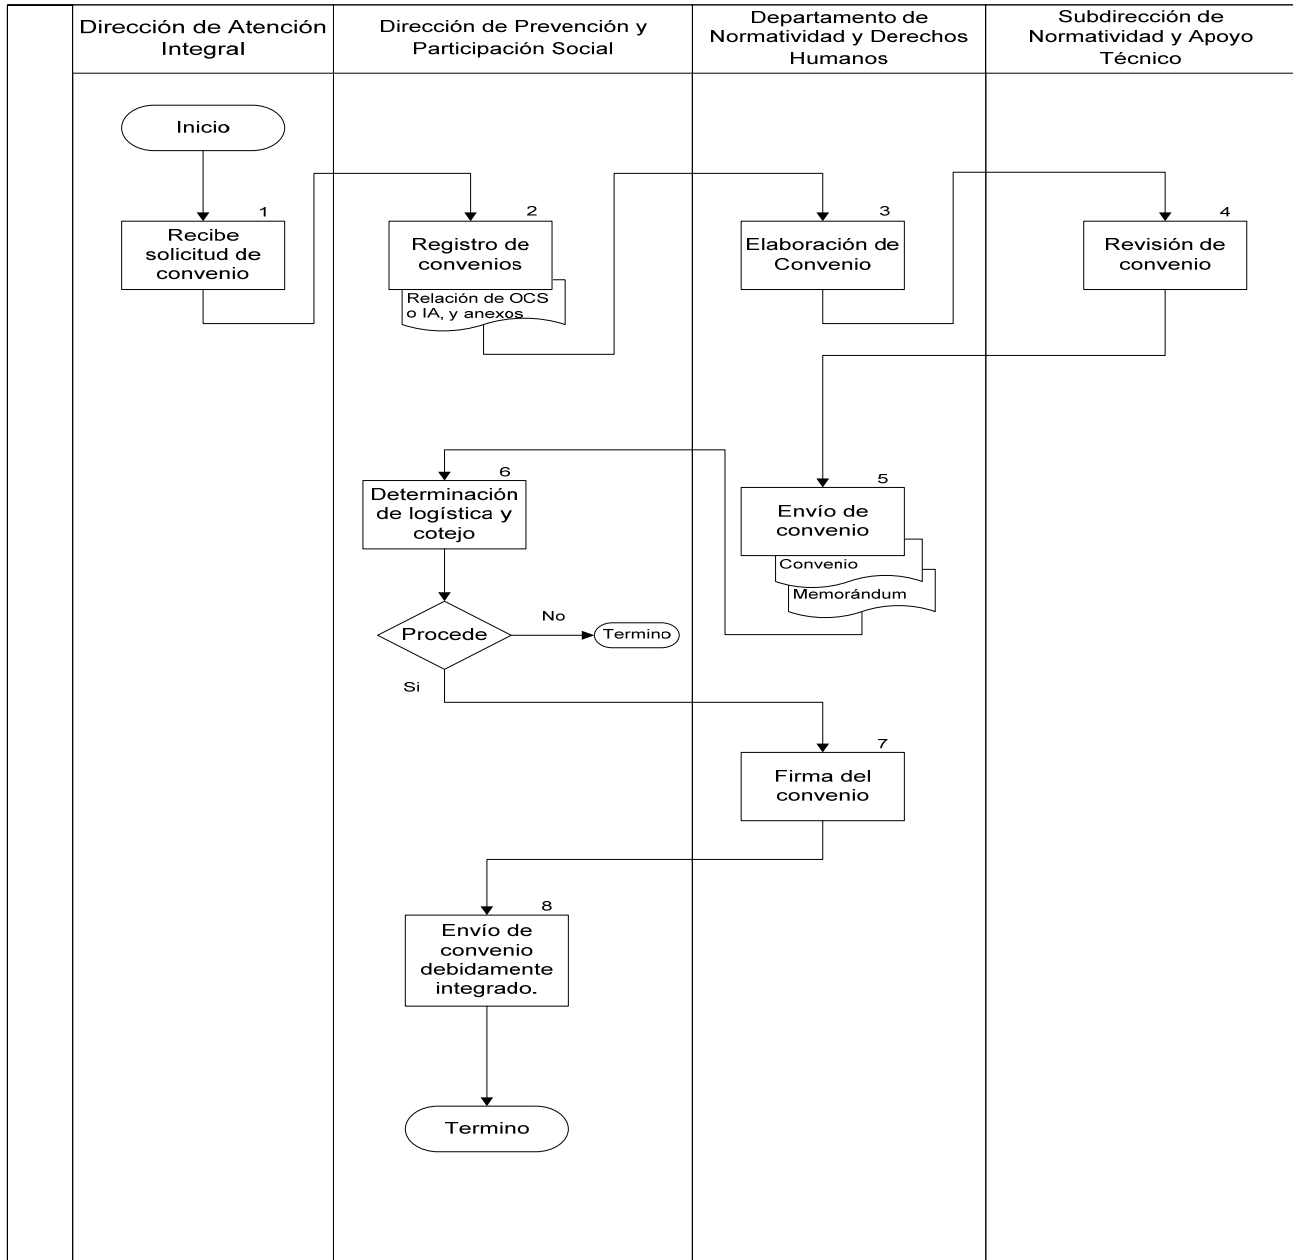 Dirección de Atención
Integral
Dirección de Prevención y
Participación Social
Departamento de
Normatividad y Derechos
Humanos
Subdirección de
Normatividad y Apoyo
Técnico
Inicio
1
Recibe
solicitud de
convenio
2
Registro de
convenios
Relación de OCS
o IA, y anexos
3
Elaboración de
Convenio
4
Revisión de
convenio
5
Envío de
convenio
Convenio
Memorándum
6
Determinación
de logística y
cotejo
Procede
No
Termino
Si
7
Firma del
convenio
8
Envío de
convenio
debidamente
integrado.
Termino